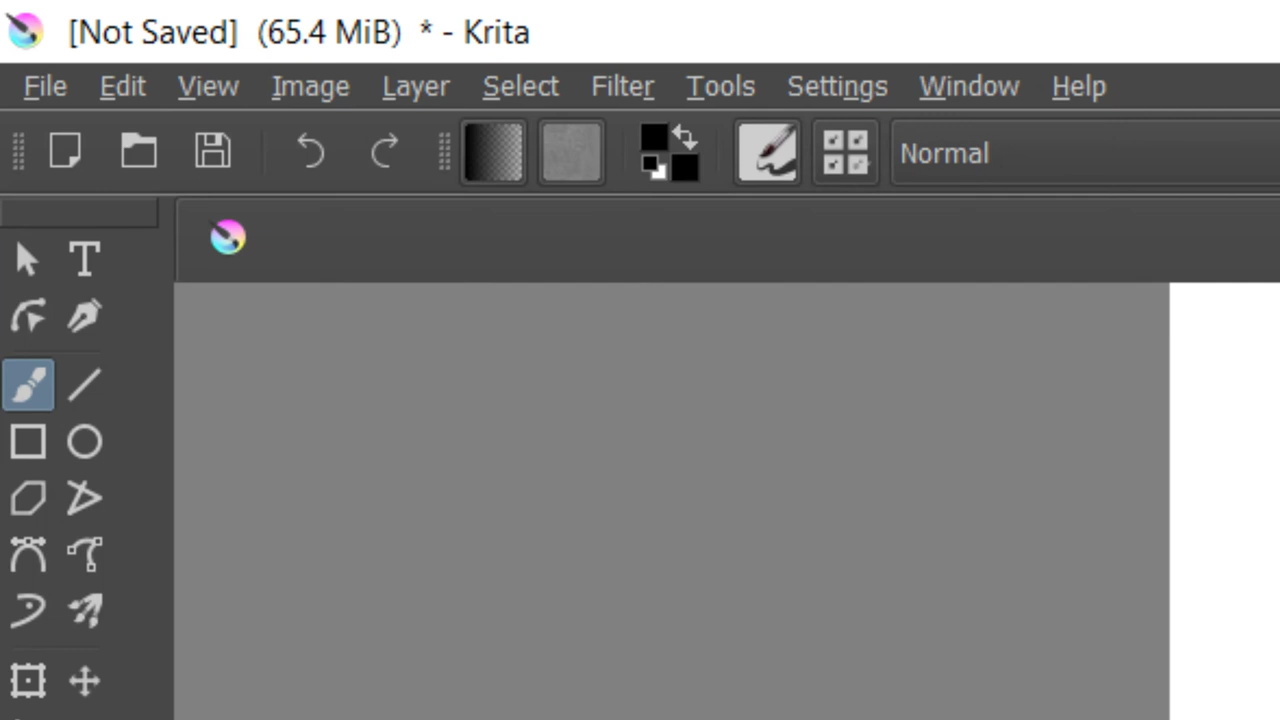 [Not Saved] (65.4 MiB) * - Krita
File Edit View Image Layer Select Filter Tools Settings Window Help
Normal